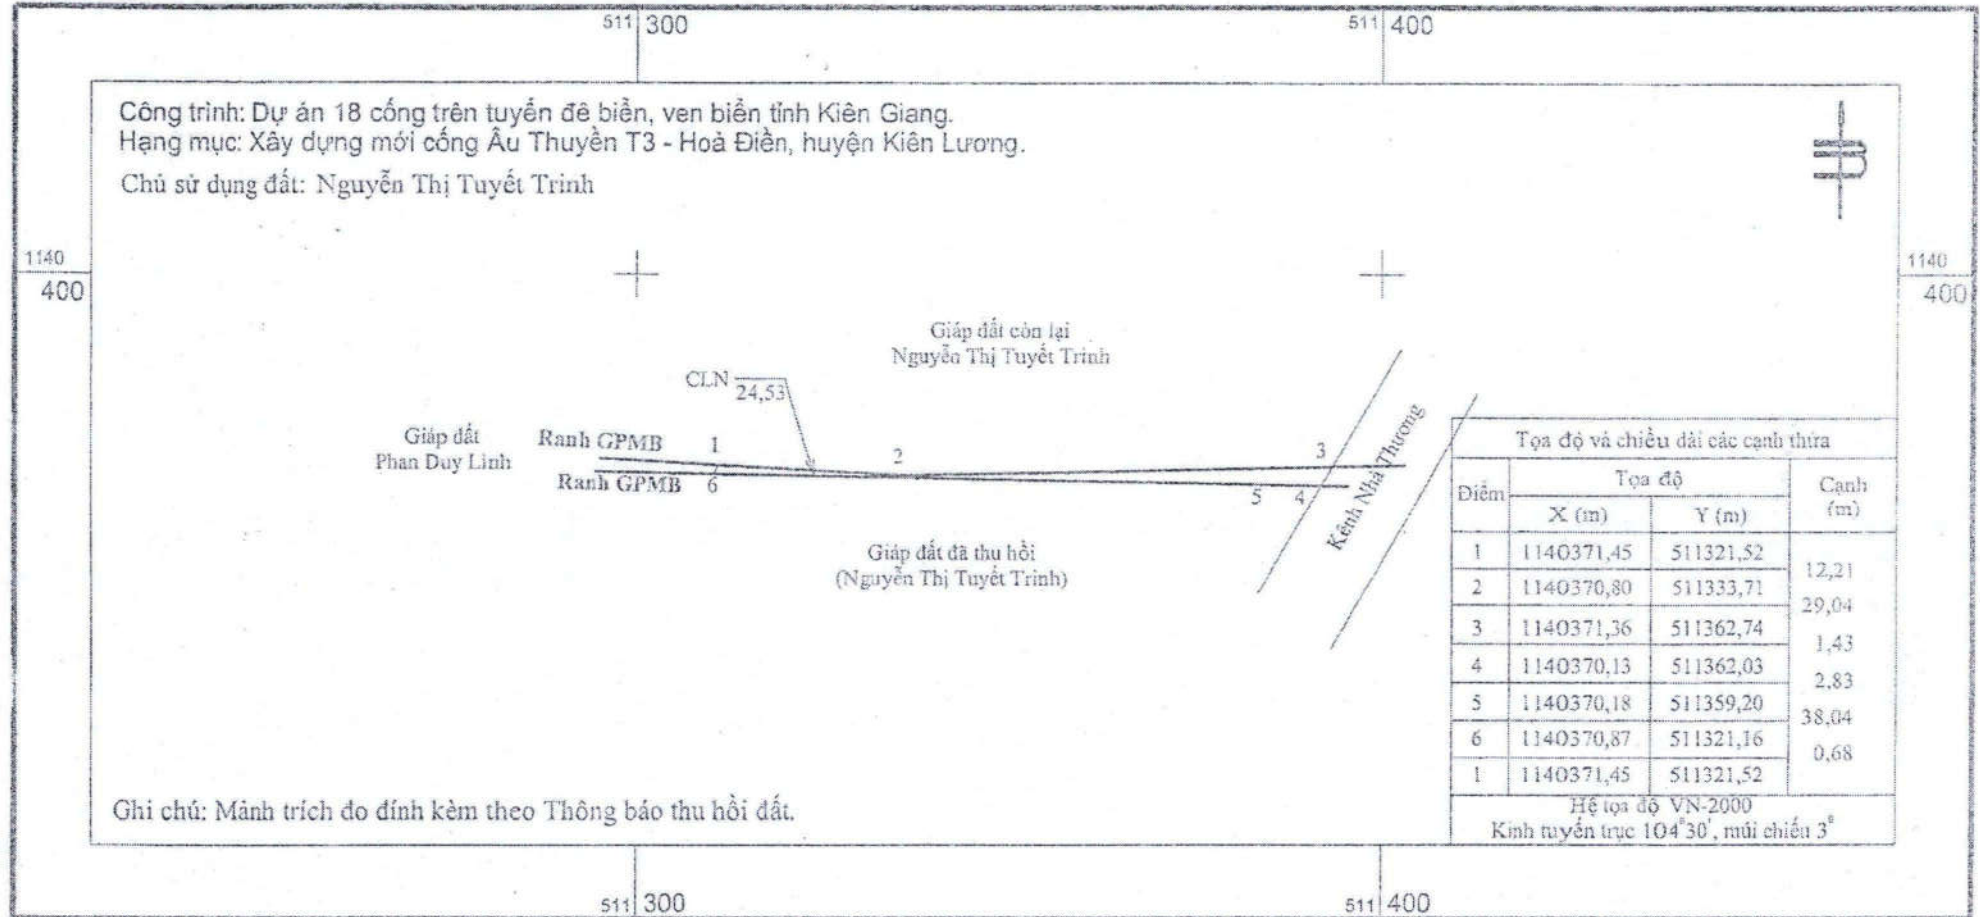 511 300
511 400
Công trình: Dự án 18 cống trên tuyến đê biển, ven biển tỉnh Kiên Giang.
Hạng mục: Xây dựng mới cống Âu Thuyền T3 - Hoà Điền, huyện Kiên Lương.
Chủ sử dụng đất: Nguyễn Thị Tuyết Trinh
1140
400
1140
400
Giáp đất còn lại
Nguyễn Thị Tuyết Trinh
CLN
24,53
Giáp đất
Phan Duy Linh
Ranh GPMB
1
2
3
Ranh GPMB
6
5
4
Kênh Nhà Thương
Giáp đất đã thu hồi
(Nguyễn Thị Tuyết Trinh)
Tọa độ và chiều dài các cạnh thửa
Điểm Tọa độ Cạnh (m)
X (m) Y (m)
1 1140371,45 511321,52
12,21
2 1140370,80 511333,71
29,04
3 1140371,36 511362,74
1,43
4 1140370,13 511362,03
2,83
5 1140370,18 511359,20
38,04
6 1140370,87 511321,16
0,68
1 1140371,45 511321,52
Hệ tọa độ VN-2000
Kinh tuyến trục 104°30', múi chiếu 3°
Ghi chú: Mảnh trích đo đính kèm theo Thông báo thu hồi đất.
511 300
511 400